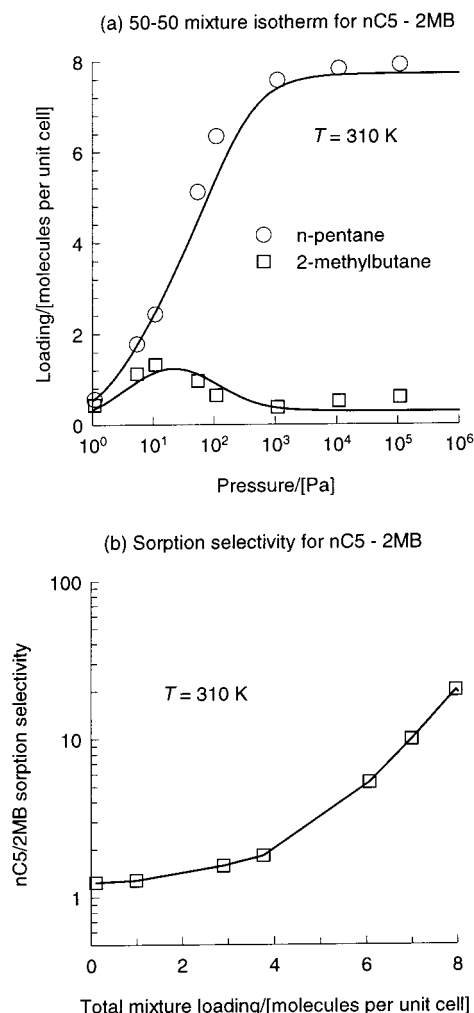 (a) 50-50 mixture isotherm for nC5 - 2MB
Loading/[molecules per unit cell]
8
6
4
2
0
T = 310 K
n-pentane
2-methylbutane
10⁰ 10¹ 10² 10³ 10⁴ 10⁵ 10⁶
Pressure/[Pa]
(b) Sorption selectivity for nC5 - 2MB
nC5/2MB sorption selectivity
100
10
1
T = 310 K
0 2 4 6 8
Total mixture loading/[molecules per unit cell]